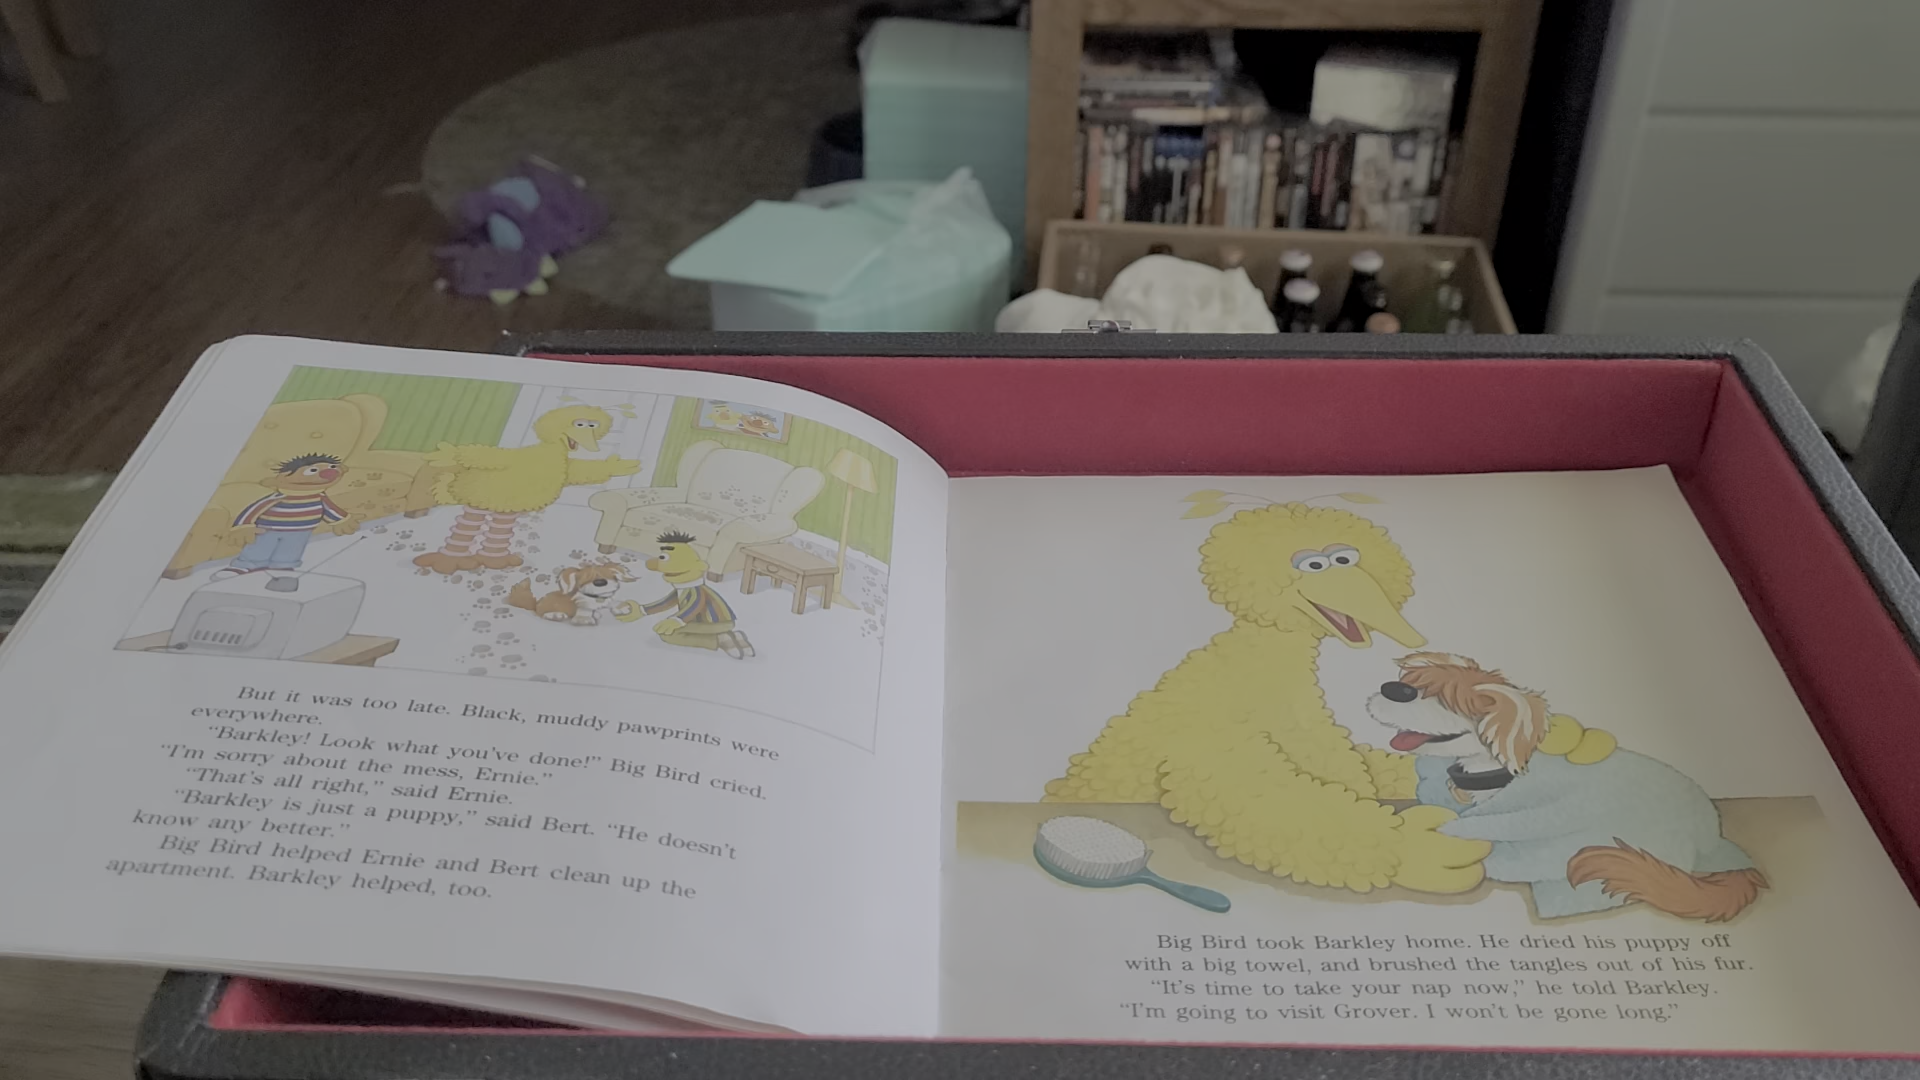 But it was too late. Black, muddy pawprints were
everywhere.
“Barkley! Look what you've done!” Big Bird cried.
“I'm sorry about the mess, Ernie.”
“That's all right,” said Ernie.
“Barkley is just a puppy,” said Bert. “He doesn't
know any better.”
Big Bird helped Ernie and Bert clean up the
apartment. Barkley helped, too.
Big Bird took Barkley home. He dried his puppy off
with a big towel, and brushed the tangles out of his fur.
“It's time to take your nap now,” he told Barkley.
“I'm going to visit Grover. I won't be gone long.”